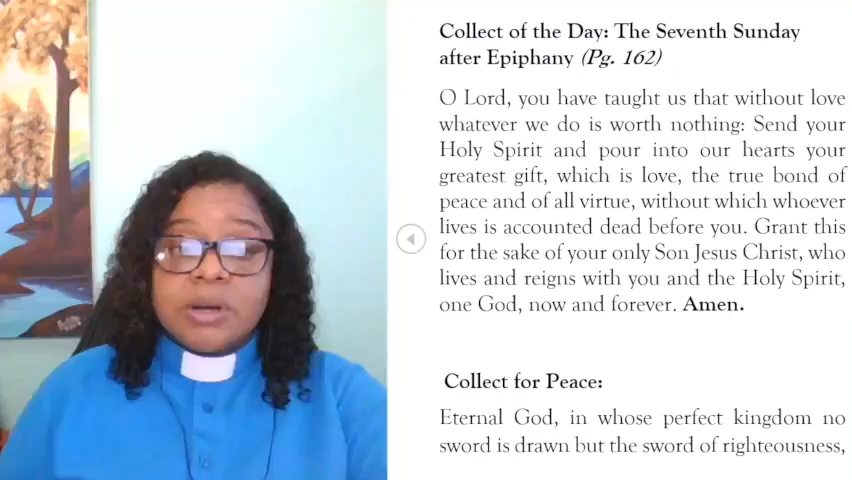 Collect of the Day: The Seventh Sunday
after Epiphany (Pg. 162)
O Lord, you have taught us that without love
whatever we do is worth nothing: Send your
Holy Spirit and pour into our hearts your
greatest gift, which is love, the true bond of
peace and of all virtue, without which whoever
lives is accounted dead before you. Grant this
for the sake of your only Son Jesus Christ, who
lives and reigns with you and the Holy Spirit,
one God, now and forever. Amen.
Collect for Peace:
Eternal God, in whose perfect kingdom no
sword is drawn but the sword of righteousness,